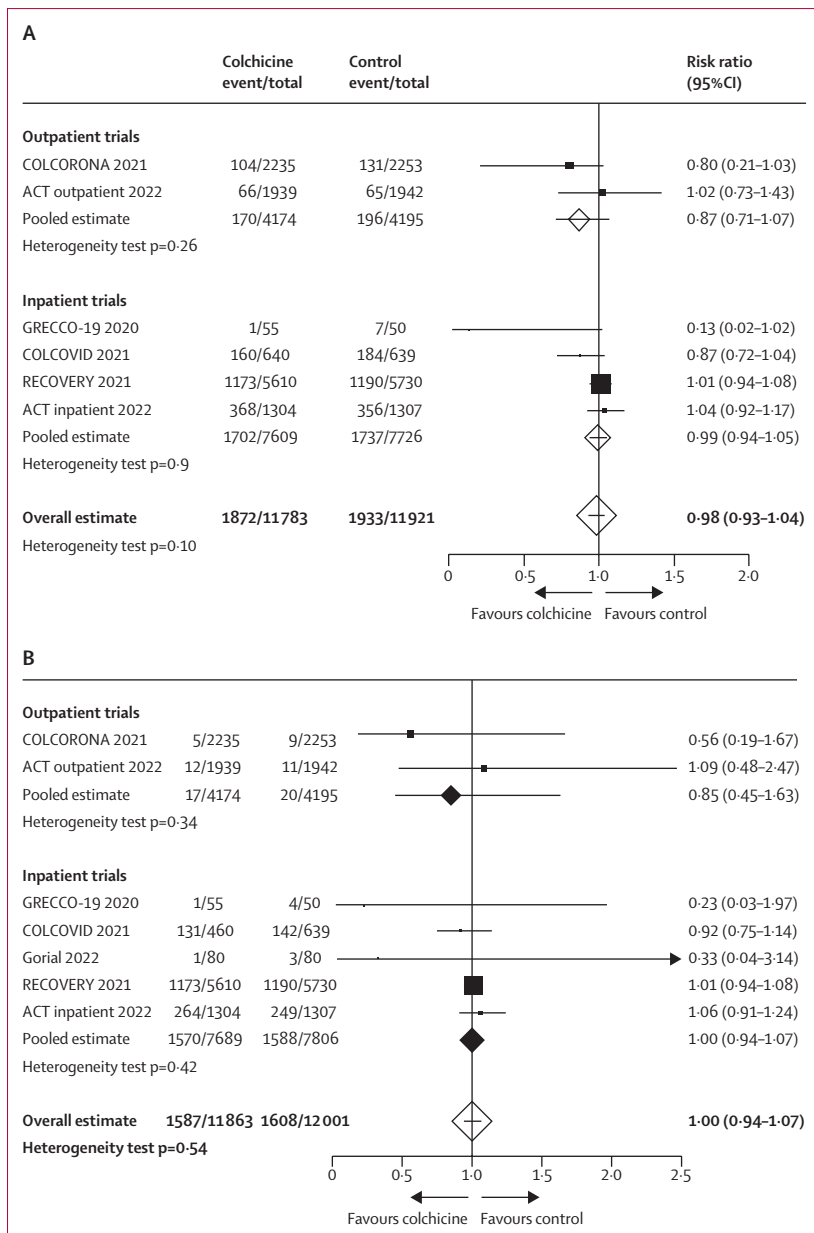 A
Colchicine event/total Control event/total Risk ratio (95%CI)
Outpatient trials
COLCORONA 2021 104/2235 131/2253 0·80 (0·21–1·03)
ACT outpatient 2022 66/1939 65/1942 1·02 (0·73–1·43)
Pooled estimate 170/4174 196/4195 0·87 (0·71–1·07)
Heterogeneity test p=0·26
Inpatient trials
GRECCO-19 2020 1/55 7/50 0·13 (0·02–1·02)
COLCOVID 2021 160/640 184/639 0·87 (0·72–1·04)
RECOVERY 2021 1173/5610 1190/5730 1·01 (0·94–1·08)
ACT inpatient 2022 368/1304 356/1307 1·04 (0·92–1·17)
Pooled estimate 1702/7609 1737/7726 0·99 (0·94–1·05)
Heterogeneity test p=0·9
Overall estimate 1872/11 783 1933/11 921 0·98 (0·93–1·04)
Heterogeneity test p=0·10
0 0·5 1·0 1·5 2·0
Favours colchicine Favours control
B
Outpatient trials
COLCORONA 2021 5/2235 9/2253 0·56 (0·19–1·67)
ACT outpatient 2022 12/1939 11/1942 1·09 (0·48–2·47)
Pooled estimate 17/4174 20/4195 0·85 (0·45–1·63)
Heterogeneity test p=0·34
Inpatient trials
GRECCO-19 2020 1/55 4/50 0·23 (0·03–1·97)
COLCOVID 2021 131/460 142/639 0·92 (0·75–1·14)
Gorial 2022 1/80 3/80 0·33 (0·04–3·14)
RECOVERY 2021 1173/5610 1190/5730 1·01 (0·94–1·08)
ACT inpatient 2022 264/1304 249/1307 1·06 (0·91–1·24)
Pooled estimate 1570/7689 1588/7806 1·00 (0·94–1·07)
Heterogeneity test p=0·42
Overall estimate 1587/11 863 1608/12 001 1·00 (0·94–1·07)
Heterogeneity test p=0·54
0 0·5 1·0 1·5 2·0 2·5
Favours colchicine Favours control